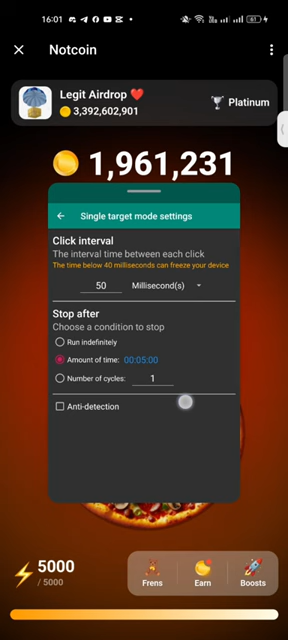 16:01
61
Notcoin
Legit Airdrop ❤️
3,392,602,901
Platinum
1,961,231
Single target mode settings
Click interval
The interval time between each click
The time below 40 milliseconds can freeze your device
50 Millisecond(s)
Stop after
Choose a condition to stop
Run indefinitely
Amount of time: 00:05:00
Number of cycles: 1
Anti-detection
5000
/ 5000
Frens
Earn
Boosts